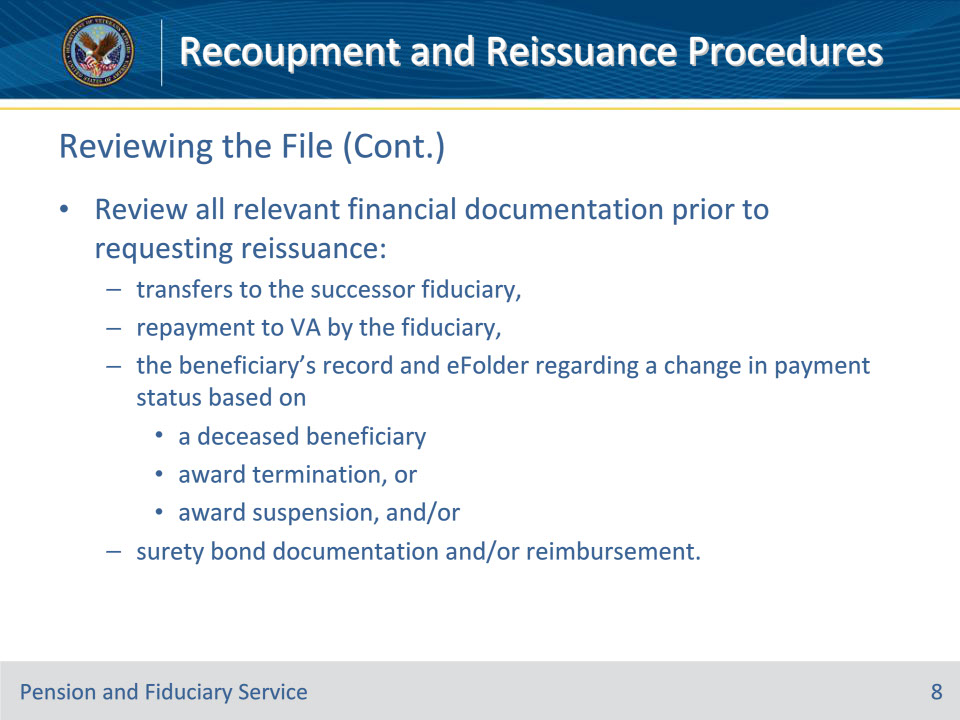 Recoupment and Reissuance Procedures
Reviewing the File (Cont.)
• Review all relevant financial documentation prior to
requesting reissuance:
– transfers to the successor fiduciary,
– repayment to VA by the fiduciary,
– the beneficiary’s record and eFolder regarding a change in payment
status based on
• a deceased beneficiary
• award termination, or
• award suspension, and/or
– surety bond documentation and/or reimbursement.
Pension and Fiduciary Service
8